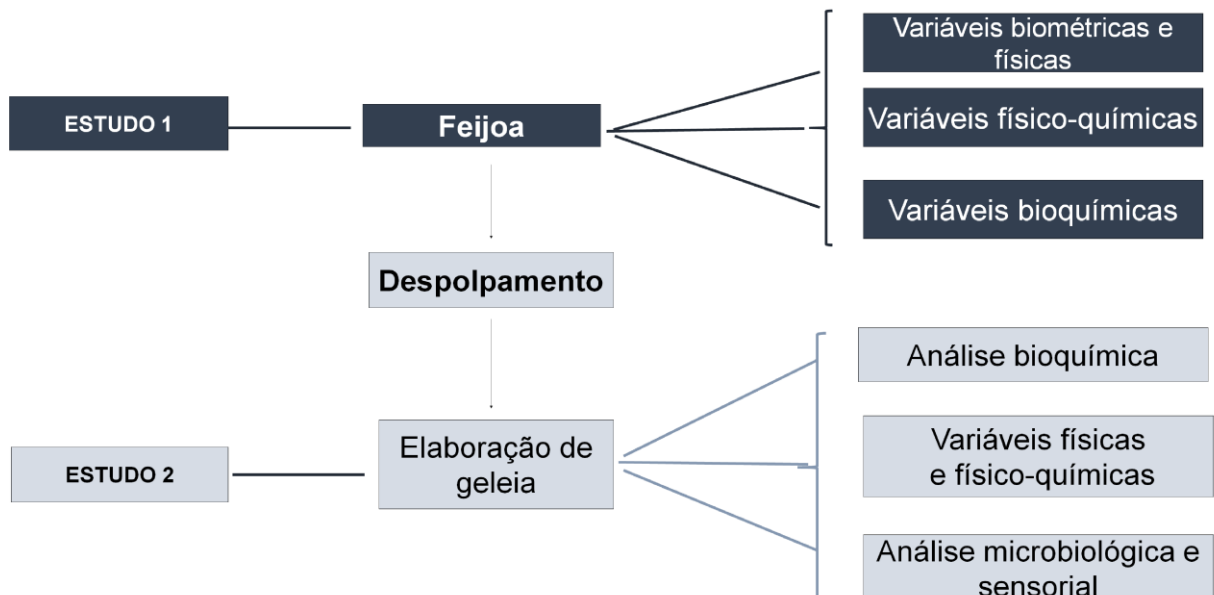 Variáveis biométricas e
físicas
ESTUDO 1
Feijoa
Variáveis físico-químicas
Variáveis bioquímicas
Despolpamento
Análise bioquímica
ESTUDO 2
Elaboração de
geleia
Variáveis físicas
e físico-químicas
Análise microbiológica e
sensorial